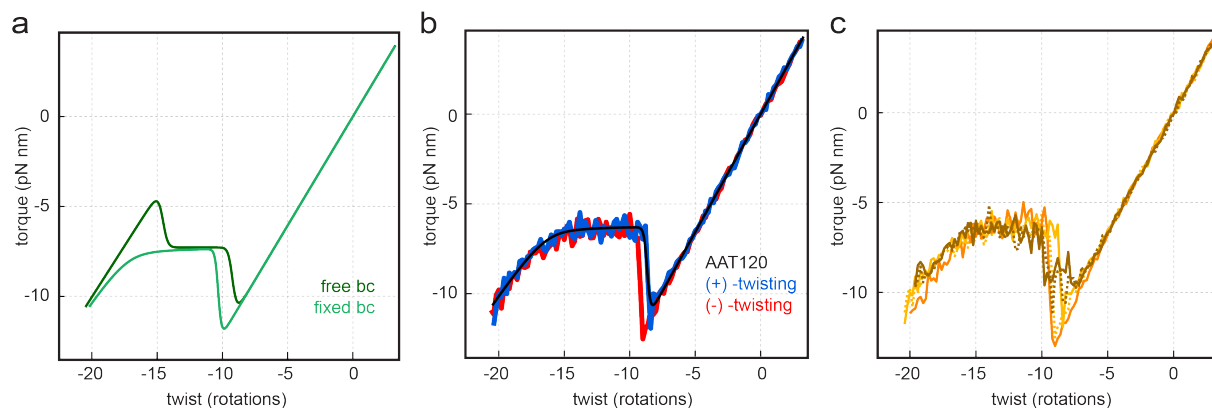 a
torque (pN nm)
0
-5
-10
free bc
fixed bc
-20
-15
-10
-5
0
twist (rotations)
b
torque (pN nm)
0
-5
-10
AAT120
(+) -twisting
(-) -twisting
-20
-15
-10
-5
0
twist (rotations)
c
torque (pN nm)
0
-5
-10
-20
-15
-10
-5
0
twist (rotations)